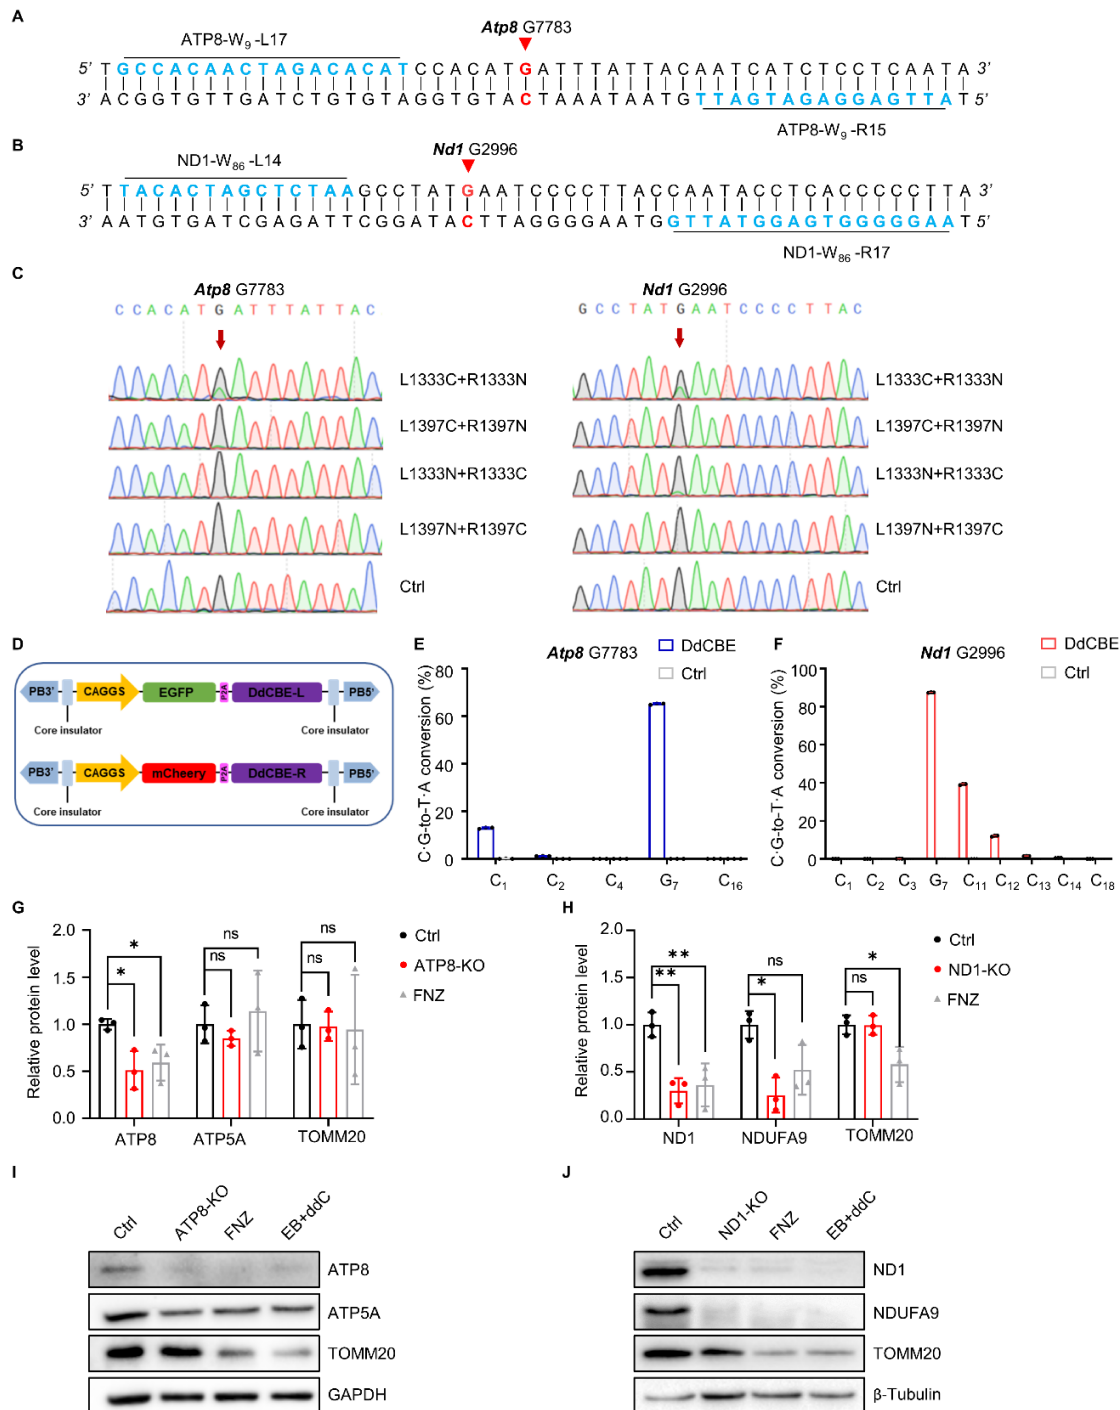 A
Atp8 G7783
ATP8-W9-L17
5' TGCCACAACTAGACACATCCACATGATTTATTACAATCATCTCCTCAATA 3'
3' ACGGTGTTGATCTGTGTAGGTGTACTAAATAATGTTAGTAGAGGAGTTAT 5'
ATP8-W9-R15
B
Nd1 G2996
ND1-W86-L14
5' TTACACTAGCTCTAAGCCTATGAATCCCCTTACCAATACCTCACCCCCTTA 3'
3' AATGTGATCGAGATTCGGATACTTAGGGGAATGGTTATGGAGTGGGGGAAT 5'
ND1-W86-R17
C
Atp8 G7783
CCACATGATTTATTAC
L1333C+R1333N
L1397C+R1397N
L1333N+R1333C
L1397N+R1397C
Ctrl
Nd1 G2996
GCCTATGAATCCCCTTAC
L1333C+R1333N
L1397C+R1397N
L1333N+R1333C
L1397N+R1397C
Ctrl
D
PB3' CAGGS EGFP P2A DdCBE-L PB5'
Core insulator Core insulator
PB3' CAGGS mCheery P2A DdCBE-R PB5'
Core insulator Core insulator
E
Atp8 G7783
DdCBE
Ctrl
C·G-to-T·A conversion (%)
80
60
40
20
0
C1 C2 C4 G7 C16
F
Nd1 G2996
DdCBE
Ctrl
C·G-to-T·A conversion (%)
100
80
60
40
20
0
C1 C2 C3 G7 C11 C12 C13 C14 C18
G
Relative protein level
2.0
1.5
1.0
0.5
0.0
* * ns ns ns ns
Ctrl
ATP8-KO
FNZ
ATP8 ATP5A TOMM20
H
Relative protein level
2.0
1.5
1.0
0.5
0.0
** ** ns * * ns
Ctrl
ND1-KO
FNZ
ND1 NDUFA9 TOMM20
I
Ctrl ATP8-KO FNZ EB+ddC
ATP8
ATP5A
TOMM20
GAPDH
J
Ctrl ND1-KO FNZ EB+ddC
ND1
NDUFA9
TOMM20
β-Tubulin